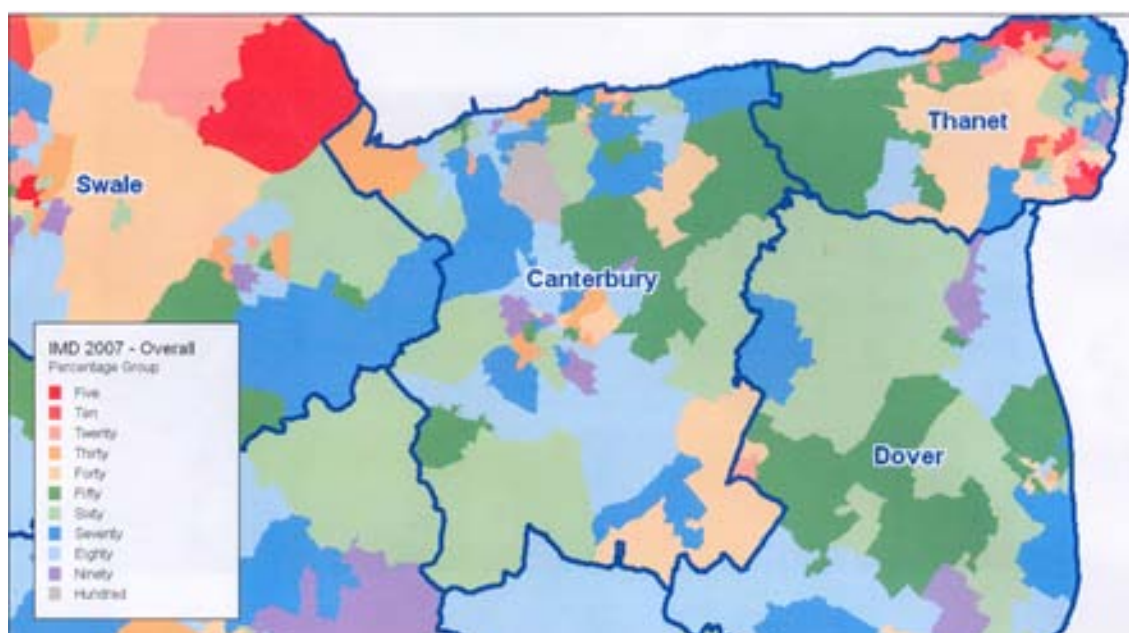 Thanet
Swale
Canterbury
Dover
IMD 2007 - Overall
Percentage Group
Five
Ten
Twenty
Thirty
Forty
Fifty
Sixty
Seventy
Eighty
Ninety
Hundred